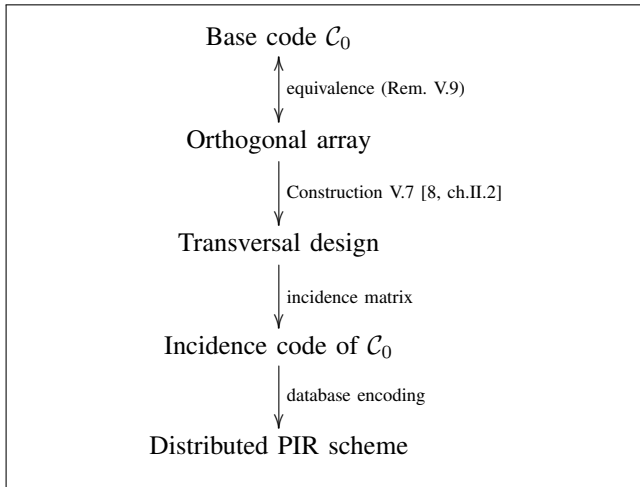 Base code 𝒞₀
equivalence (Rem. V.9)
Orthogonal array
Construction V.7 [8, ch.II.2]
Transversal design
incidence matrix
Incidence code of 𝒞₀
database encoding
Distributed PIR scheme